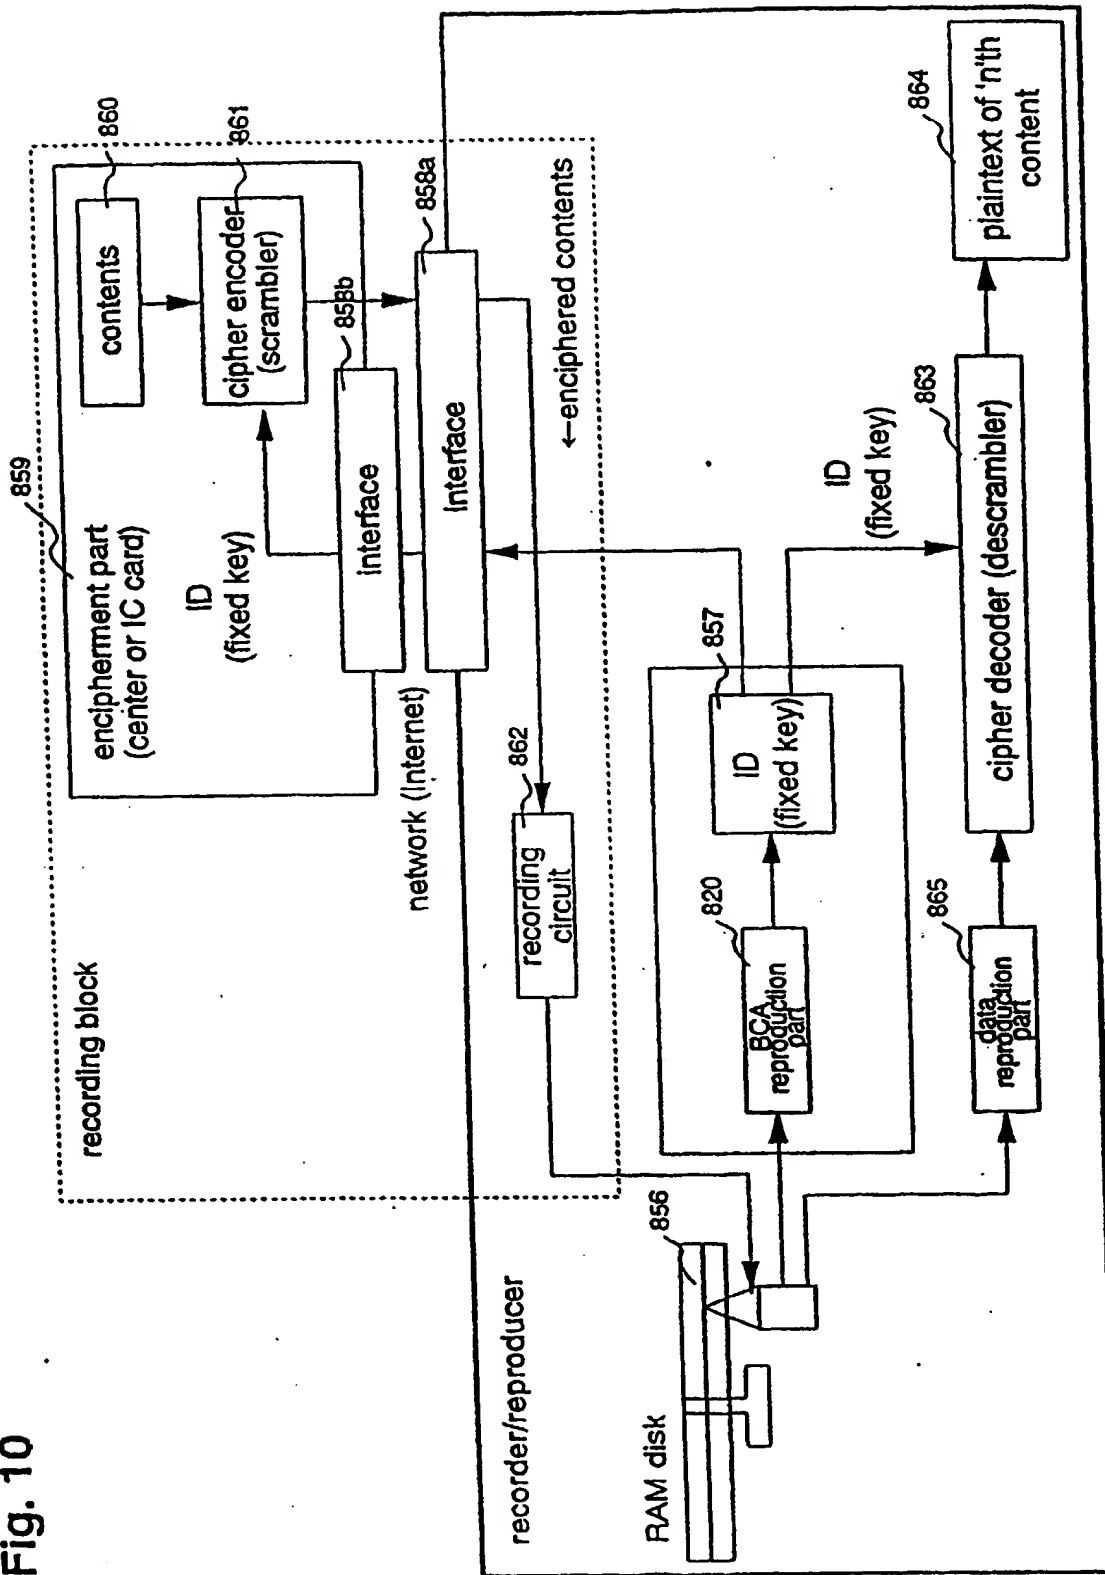 Fig. 10
recording block
859
encipherment part
(center or IC card)
ID
(fixed key)
contents
860
cipher encoder
(scrambler)
861
interface
858b
network (Internet)
Interface
858a
←enciphered contents
recording
circuit
862
recorder/reproducer
RAM disk
856
BCA
reproduction
part
820
ID
(fixed key)
857
ID
(fixed key)
data
reproduction
part
865
cipher decoder (descrambler)
863
plaintext of 'n'th
content
864